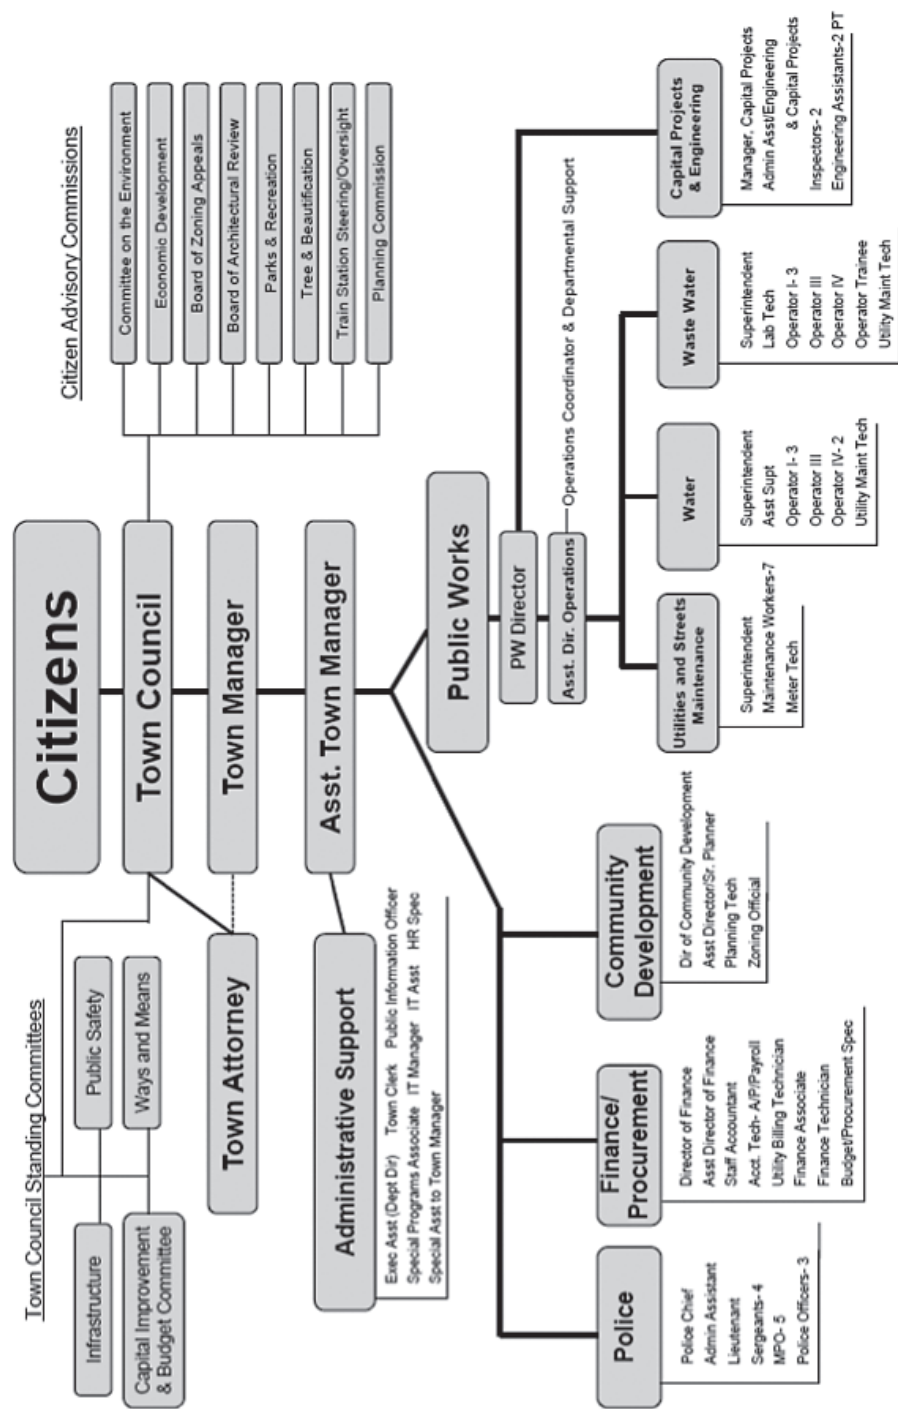 Citizens
Town Council Standing Committees
Infrastructure
Public Safety
Capital Improvement
& Budget Committee
Ways and Means
Citizen Advisory Commissions
Committee on the Environment
Economic Development
Board of Zoning Appeals
Board of Architectural Review
Parks & Recreation
Tree & Beautification
Train Station Steering/Oversight
Planning Commission
Town Council
Town Attorney
Town Manager
Asst. Town Manager
Administrative Support
Exec Asst (Dept Dir) Town Clerk Public Information Officer
Special Programs Associate IT Manager IT Asst HR Spec
Special Asst to Town Manager
Public Works
PW Director
Asst. Dir. Operations
Operations Coordinator & Departmental Support
Police
Police Chief
Admin Assistant
Lieutenant
Sergeants- 4
MPO- 5
Police Officers- 3
Finance/
Procurement
Director of Finance
Asst Director of Finance
Staff Accountant
Acct. Tech- A/P/Payroll
Utility Billing Technician
Finance Associate
Finance Technician
Budget/Procurement Spec
Community
Development
Dir of Community Development
Asst Director/Sr. Planner
Planning Tech
Zoning Official
Utilities and Streets
Maintenance
Superintendent
Maintenance Workers-7
Meter Tech
Water
Superintendent
Asst Supt
Operator I- 3
Operator III
Operator IV- 2
Utility Maint Tech
Waste Water
Superintendent
Lab Tech
Operator I- 3
Operator III
Operator IV
Operator Trainee
Utility Maint Tech
Capital Projects
& Engineering
Manager, Capital Projects
Admin Asst/Engineering
& Capital Projects
Inspectors- 2
Engineering Assistants-2 PT